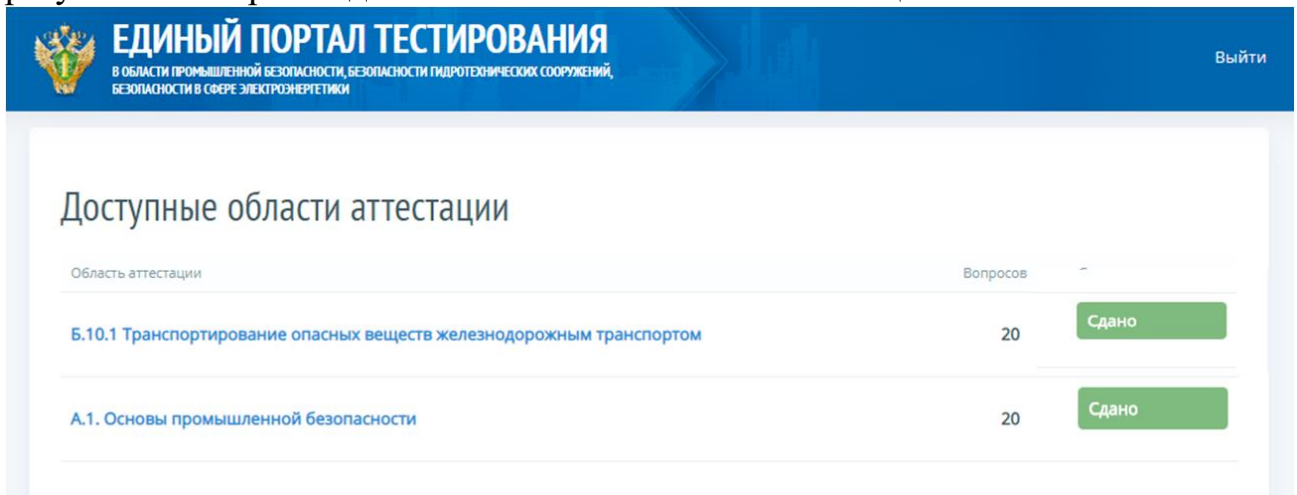 ЕДИНЫЙ ПОРТАЛ ТЕСТИРОВАНИЯ
В ОБЛАСТИ ПРОМЫШЛЕННОЙ БЕЗОПАСНОСТИ, БЕЗОПАСНОСТИ ГИДРОТЕХНИЧЕСКИХ СООРУЖЕНИЙ,
БЕЗОПАСНОСТИ В СФЕРЕ ЭЛЕКТРОЭНЕРГЕТИКИ
Выйти
Доступные области аттестации
Область аттестации Вопросов
Б.10.1 Транспортирование опасных веществ железнодорожным транспортом 20 Сдано
А.1. Основы промышленной безопасности 20 Сдано